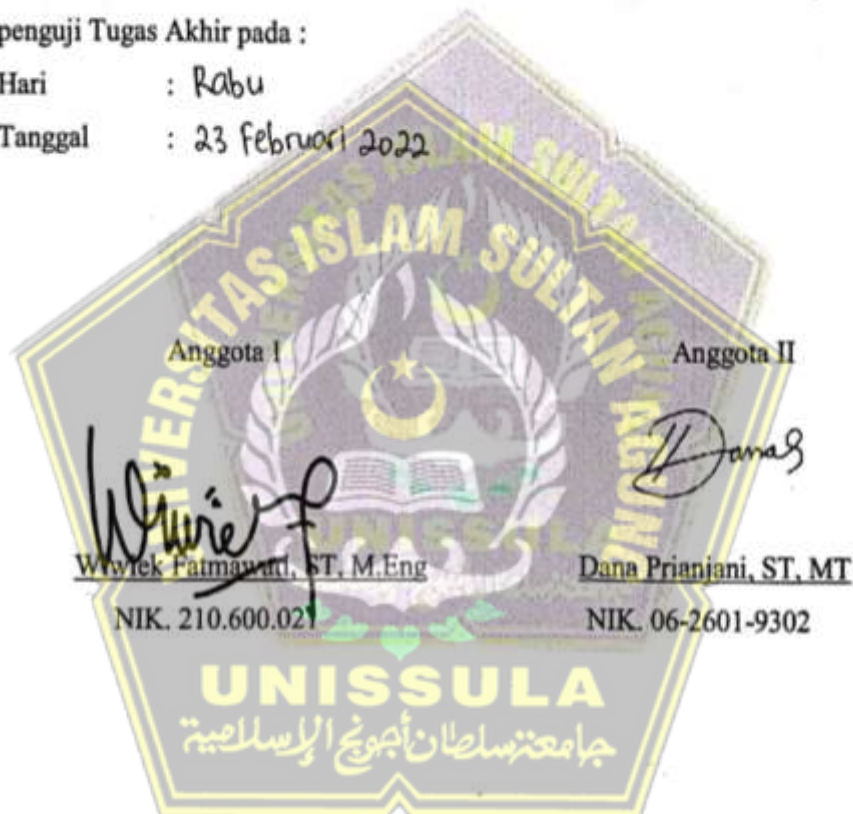 penguji Tugas Akhir pada :
Hari : Rabu
Tanggal : 23 Februari 2022
UNIVERSITAS ISLAM SULTAN AGUNG
Anggota I Anggota II
Wiwiek Fatmawati, ST, M.Eng Dana Prianjani, ST, MT
NIK. 210.600.021 NIK. 06-2601-9302
UNISSULA
جامعة سلطان أجونج الإسلامية